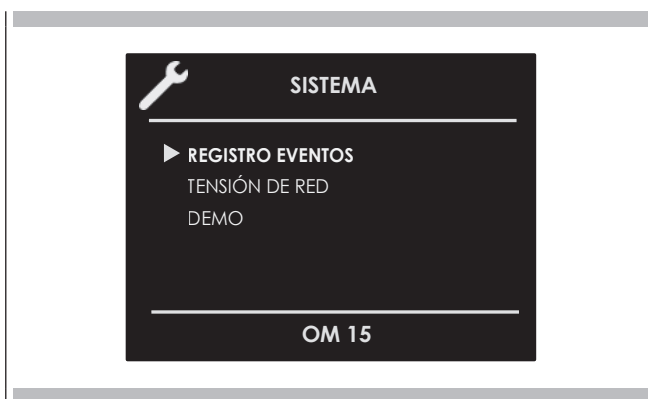 SISTEMA
REGISTRO EVENTOS
TENSIÓN DE RED
DEMO
OM 15